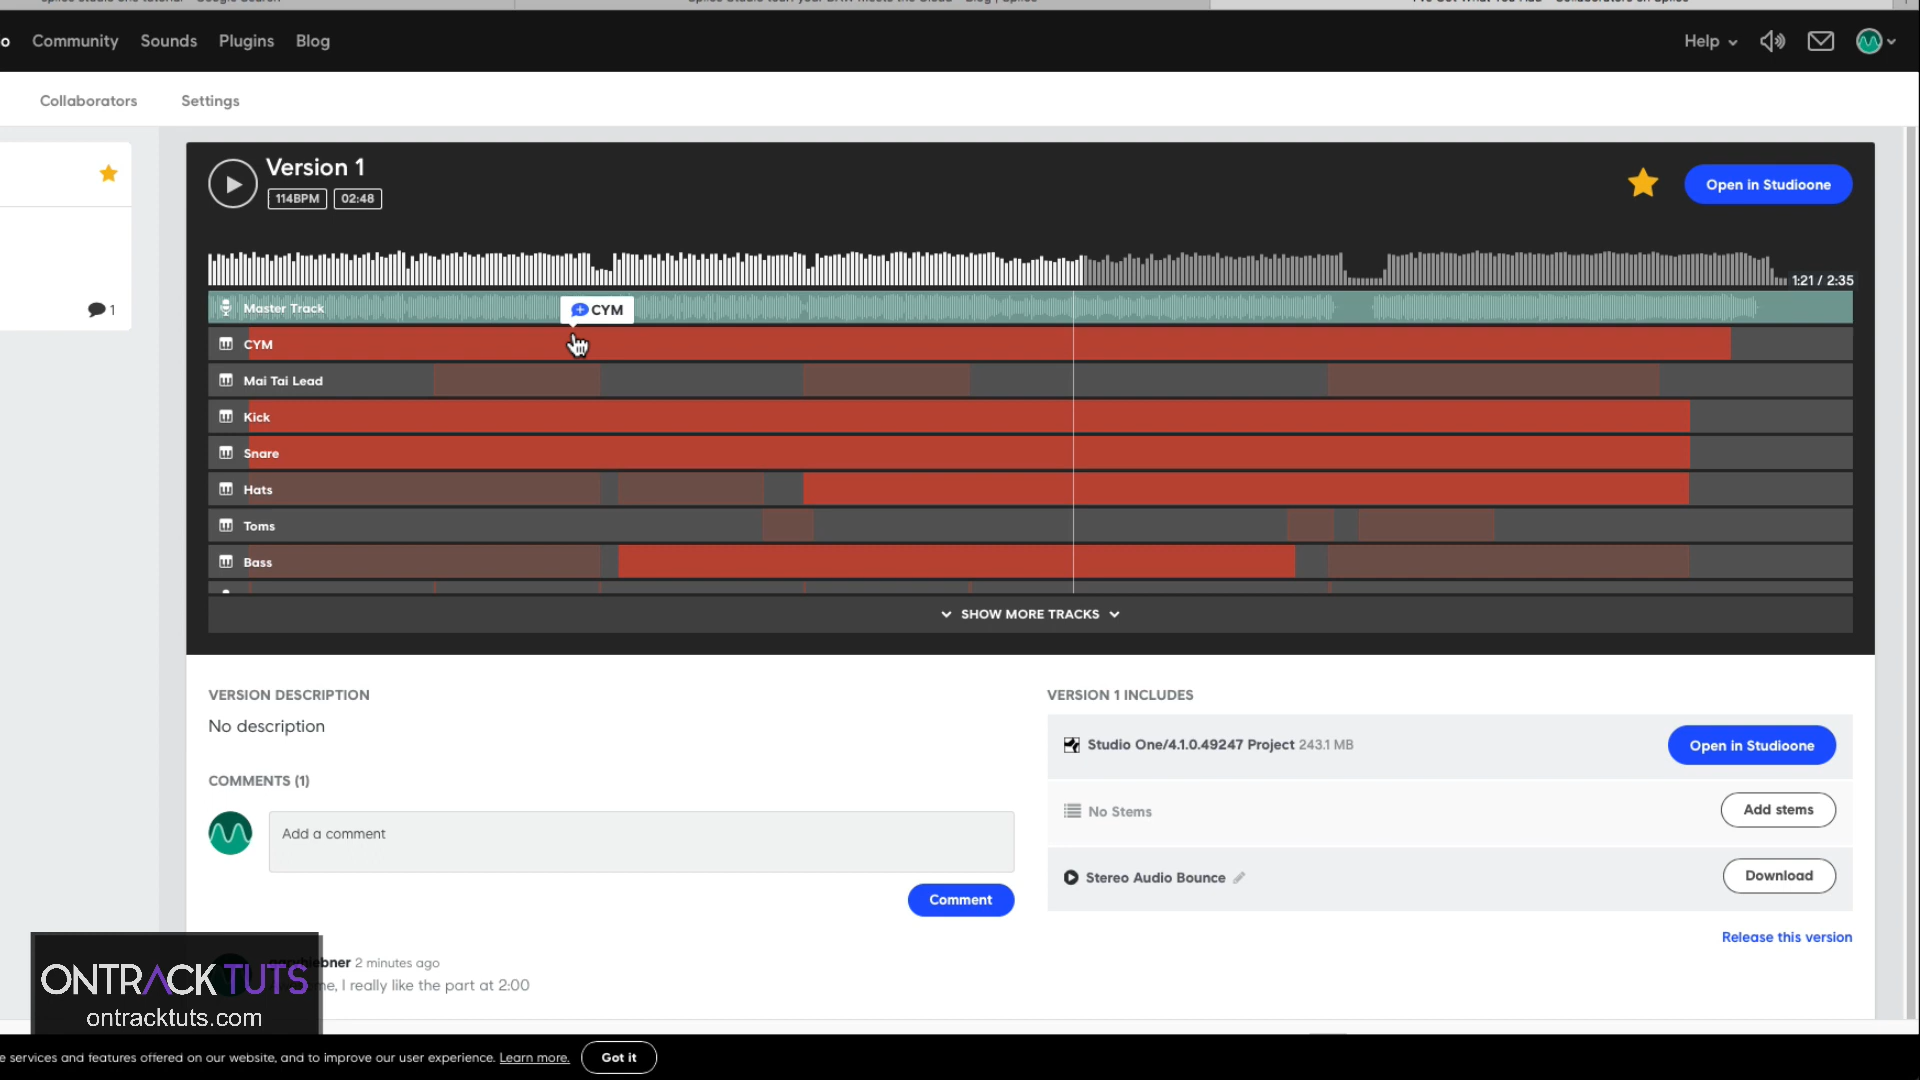 o Community Sounds Plugins Blog Help
Collaborators Settings
Version 1
114BPM 02:48
Open in Studioone
1:21 / 2:35
Master Track
CYM
CYM
Mai Tai Lead
Kick
Snare
Hats
Toms
Bass
SHOW MORE TRACKS
1
VERSION DESCRIPTION
No description
COMMENTS (1)
Add a comment
Comment
VERSION 1 INCLUDES
Studio One/4.1.0.49247 Project 243.1 MB
Open in Studioone
No Stems
Add stems
Stereo Audio Bounce
Download
Release this version
ebner 2 minutes ago
me, I really like the part at 2:00
ONTRACK TUTS
ontracktuts.com
e services and features offered on our website, and to improve our user experience. Learn more. Got it